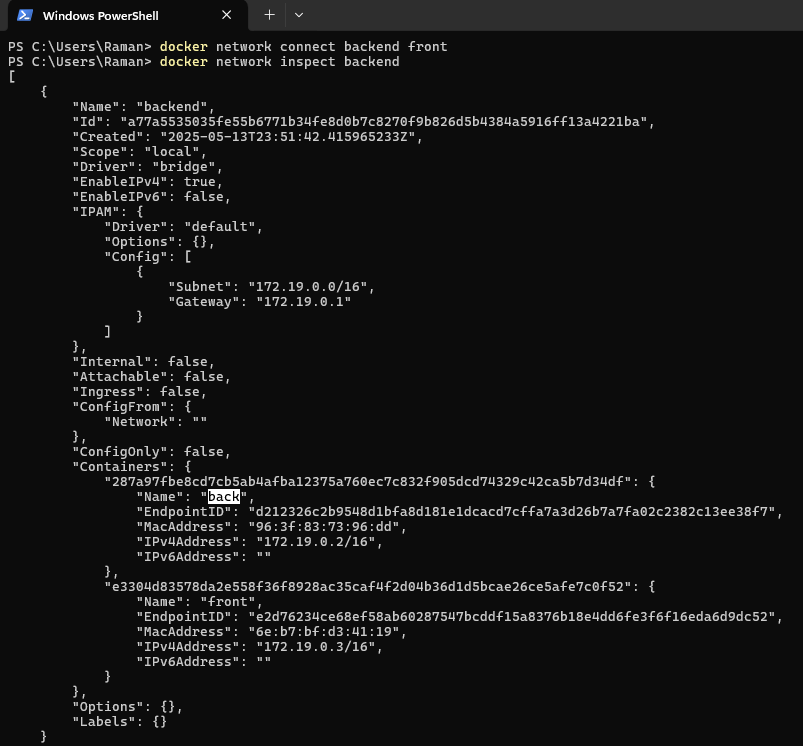 Windows PowerShell
PS C:\Users\Raman> docker network connect backend front
PS C:\Users\Raman> docker network inspect backend
[
    {
        "Name": "backend",
        "Id": "a77a5535035fe55b6771b34fe8d0b7c8270f9b826d5b4384a5916ff13a4221ba",
        "Created": "2025-05-13T23:51:42.415965233Z",
        "Scope": "local",
        "Driver": "bridge",
        "EnableIPv4": true,
        "EnableIPv6": false,
        "IPAM": {
            "Driver": "default",
            "Options": {},
            "Config": [
                {
                    "Subnet": "172.19.0.0/16",
                    "Gateway": "172.19.0.1"
                }
            ]
        },
        "Internal": false,
        "Attachable": false,
        "Ingress": false,
        "ConfigFrom": {
            "Network": ""
        },
        "ConfigOnly": false,
        "Containers": {
            "287a97fbe8cd7cb5ab4afba12375a760ec7c832f905dcd74329c42ca5b7d34df": {
                "Name": "back",
                "EndpointID": "d212326c2b9548d1bfa8d181e1dcacd7cffa7a3d26b7a7fa02c2382c13ee38f7",
                "MacAddress": "96:3f:83:73:96:dd",
                "IPv4Address": "172.19.0.2/16",
                "IPv6Address": ""
            },
            "e3304d83578da2e558f36f8928ac35caf4f2d04b36d1d5bcae26ce5afe7c0f52": {
                "Name": "front",
                "EndpointID": "e2d76234ce68ef58ab60287547bcddf15a8376b18e4dd6fe3f6f16eda6d9dc52",
                "MacAddress": "6e:b7:bf:d3:41:19",
                "IPv4Address": "172.19.0.3/16",
                "IPv6Address": ""
            }
        },
        "Options": {},
        "Labels": {}
    }